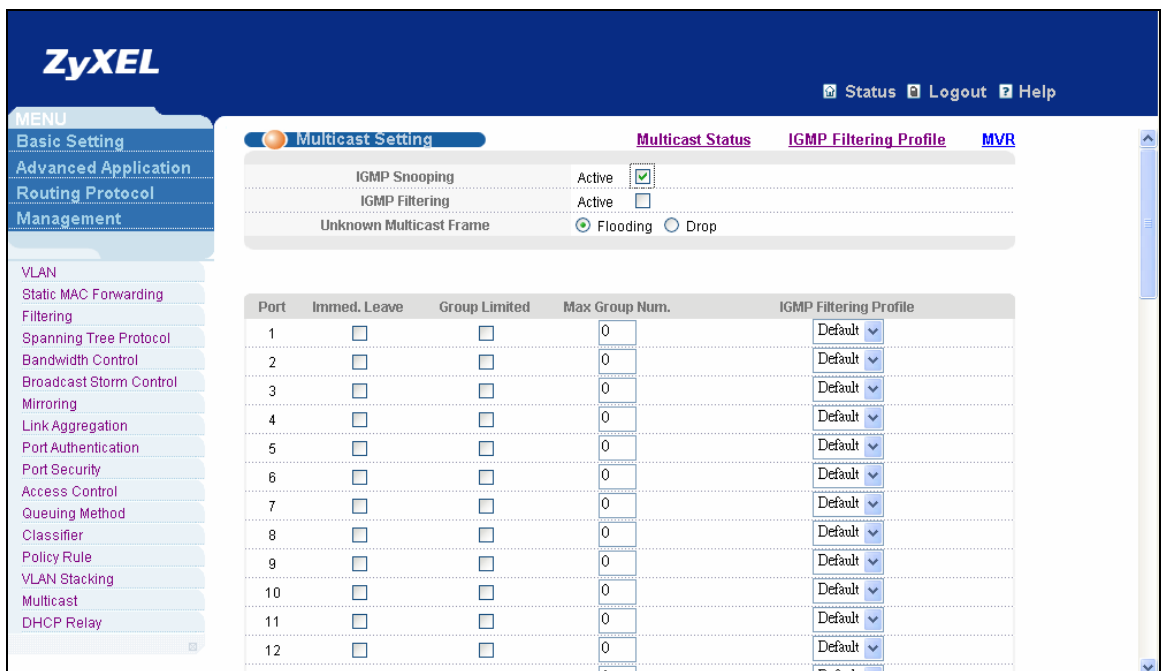 ZyXEL
Status Logout Help
MENU
Basic Setting
Advanced Application
Routing Protocol
Management
VLAN
Static MAC Forwarding
Filtering
Spanning Tree Protocol
Bandwidth Control
Broadcast Storm Control
Mirroring
Link Aggregation
Port Authentication
Port Security
Access Control
Queuing Method
Classifier
Policy Rule
VLAN Stacking
Multicast
DHCP Relay
Multicast Setting Multicast Status IGMP Filtering Profile MVR
IGMP Snooping Active
IGMP Filtering Active
Unknown Multicast Frame Flooding Drop
Port Immed. Leave Group Limited Max Group Num. IGMP Filtering Profile
1 0 Default
2 0 Default
3 0 Default
4 0 Default
5 0 Default
6 0 Default
7 0 Default
8 0 Default
9 0 Default
10 0 Default
11 0 Default
12 0 Default